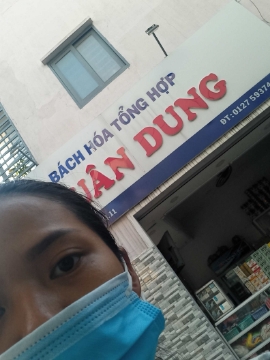 BÁCH HÓA TỔNG HỢP
ÂN DUNG
ĐT: 0127 5937